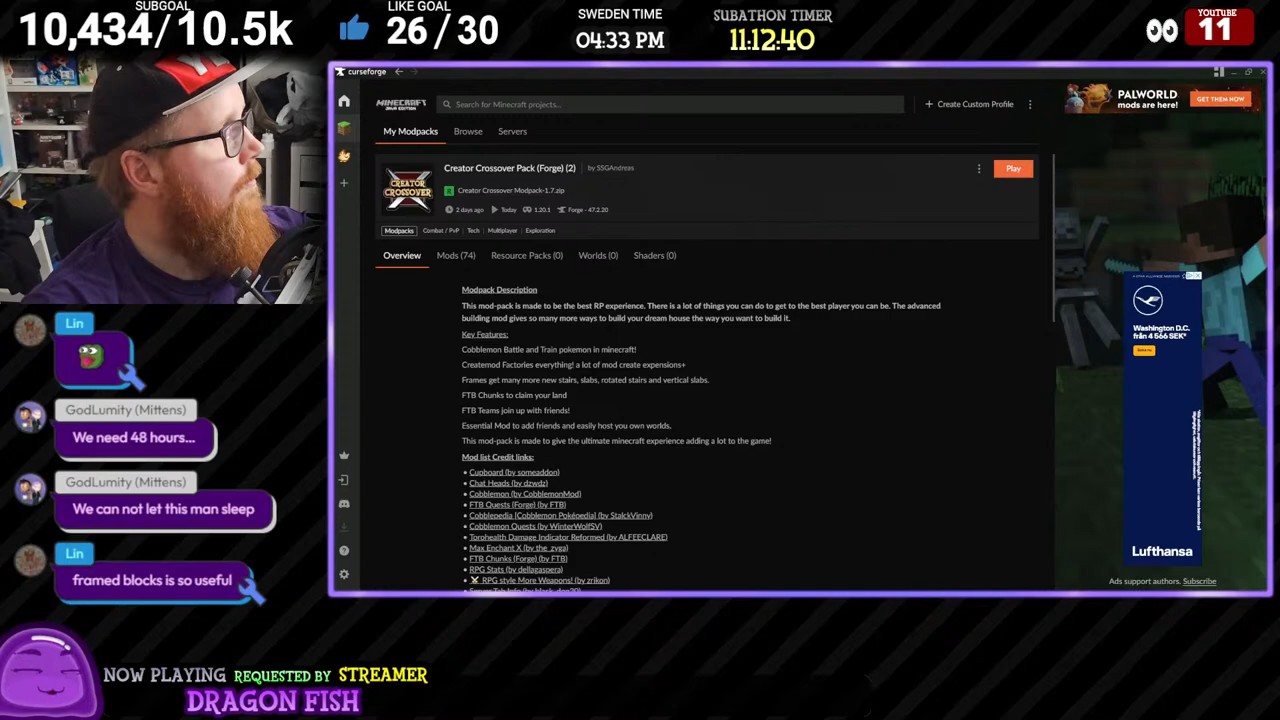 SUBGOAL
10,434/10.5k
LIKE GOAL
26 / 30
SWEDEN TIME
04:33 PM
SUBATHON TIMER
11:12:40
YOUTUBE
11
curseforge
MINECRAFT
JAVA EDITION
Search for Minecraft projects...
+ Create Custom Profile
PALWORLD
mods are here!
GET THEM NOW
My Modpacks
Browse
Servers
CREATOR
CROSSOVER
Creator Crossover Pack (Forge) (2)
by SSGAndreas
Play
R
Creator Crossover Modpack-1.7.zip
2 days ago
Today
1.20.1
Forge - 47.2.20
Modpacks
Combat / PvP
Tech
Multiplayer
Exploration
Overview
Mods (74)
Resource Packs (0)
Worlds (0)
Shaders (0)
Modpack Description
This mod-pack is made to be the best RP experience. There is a lot of things you can do to get to the best player you can be. The advanced
building mod gives so many more ways to build your dream house the way you want to build it.
Key Features:
Cobblemon Battle and Train pokemon in minecraft!
Createmod Factories everything! a lot of mod create expensions+
Frames get many more new stairs, slabs, rotated stairs and vertical slabs.
FTB Chunks to claim your land
FTB Teams join up with friends!
Essential Mod to add friends and easily host you own worlds.
This mod-pack is made to give the ultimate minecraft experience adding a lot to the game!
Mod list Credit links:
• Cupboard (by someaddon)
• Chat Heads (by dzwdz)
• Cobblemon (by CobblemonMod)
• FTB Quests (Forge) (by FTB)
• Cobblepedia [Cobblemon Poképedia] (by StalckVinny)
• Cobblemon Quests (by WinterWolfSV)
• Torohealth Damage Indicator Reformed (by ALFEECLARE)
• Max Enchant X (by the_zyga)
• FTB Chunks (Forge) (by FTB)
• RPG Stats (by dellagaspera)
• RPG style More Weapons! (by zrikon)
Washington D.C.
från 4 566 SEK*
Lufthansa
Ads support authors. Subscribe
Lin
GodLumity (Mittens)
We need 48 hours...
GodLumity (Mittens)
We can not let this man sleep
Lin
framed blocks is so useful
NOW PLAYING REQUESTED BY STREAMER
DRAGON FISH